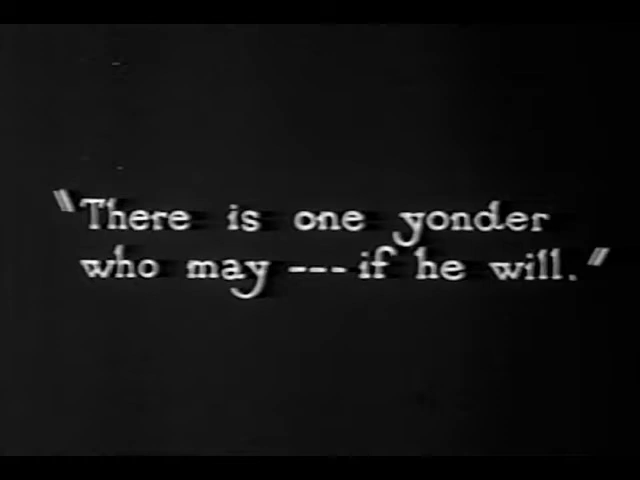 "There is one yonder
who may --- if he will."